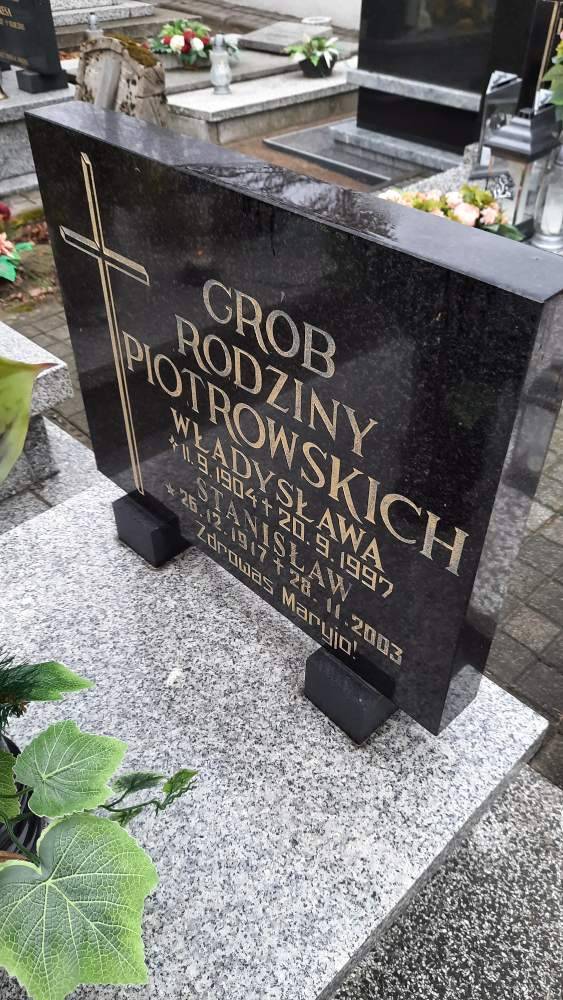 GRÓB
RODZINY
PIOTROWSKICH
WŁADYSŁAWA
+ 11.9.1904 + 20.9.1997
STANISŁAW
* 26.12.1917 + 28.11.2003
Zdrowaś Maryjo!